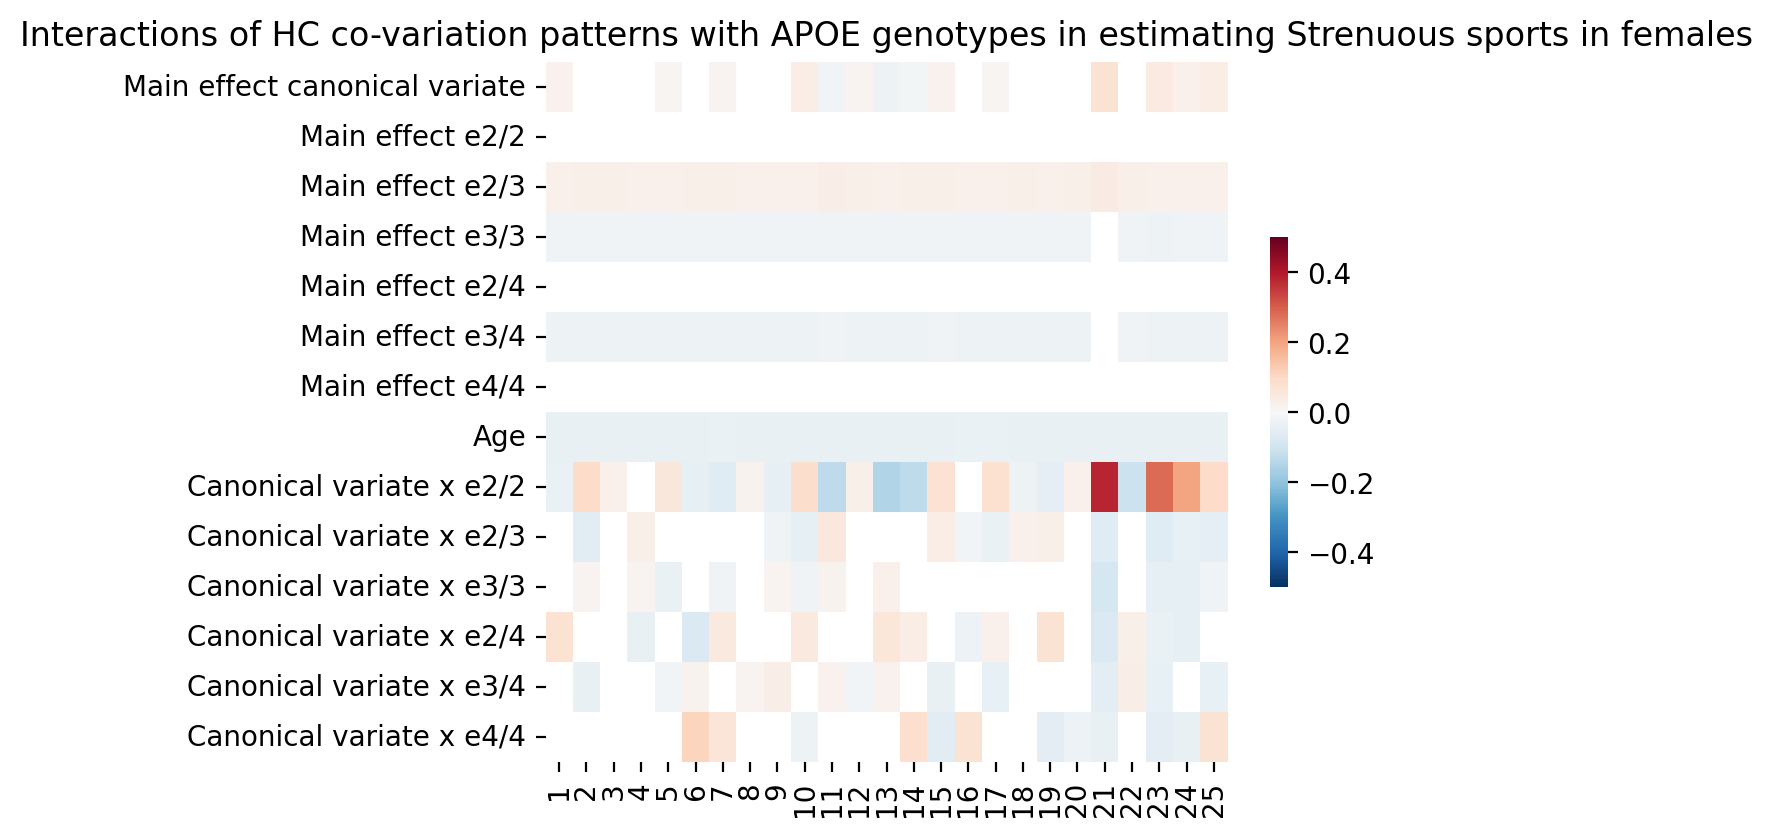 Interactions of HC co-variation patterns with APOE genotypes in estimating Strenuous sports in females
Main effect canonical variate
Main effect e2/2
Main effect e2/3
Main effect e3/3
Main effect e2/4
Main effect e3/4
Main effect e4/4
Age
Canonical variate x e2/2
Canonical variate x e2/3
Canonical variate x e3/3
Canonical variate x e2/4
Canonical variate x e3/4
Canonical variate x e4/4
1 2 3 4 5 6 7 8 9 10 11 12 13 14 15 16 17 18 19 20 21 22 23 24 25
0.4
0.2
0.0
−0.2
−0.4